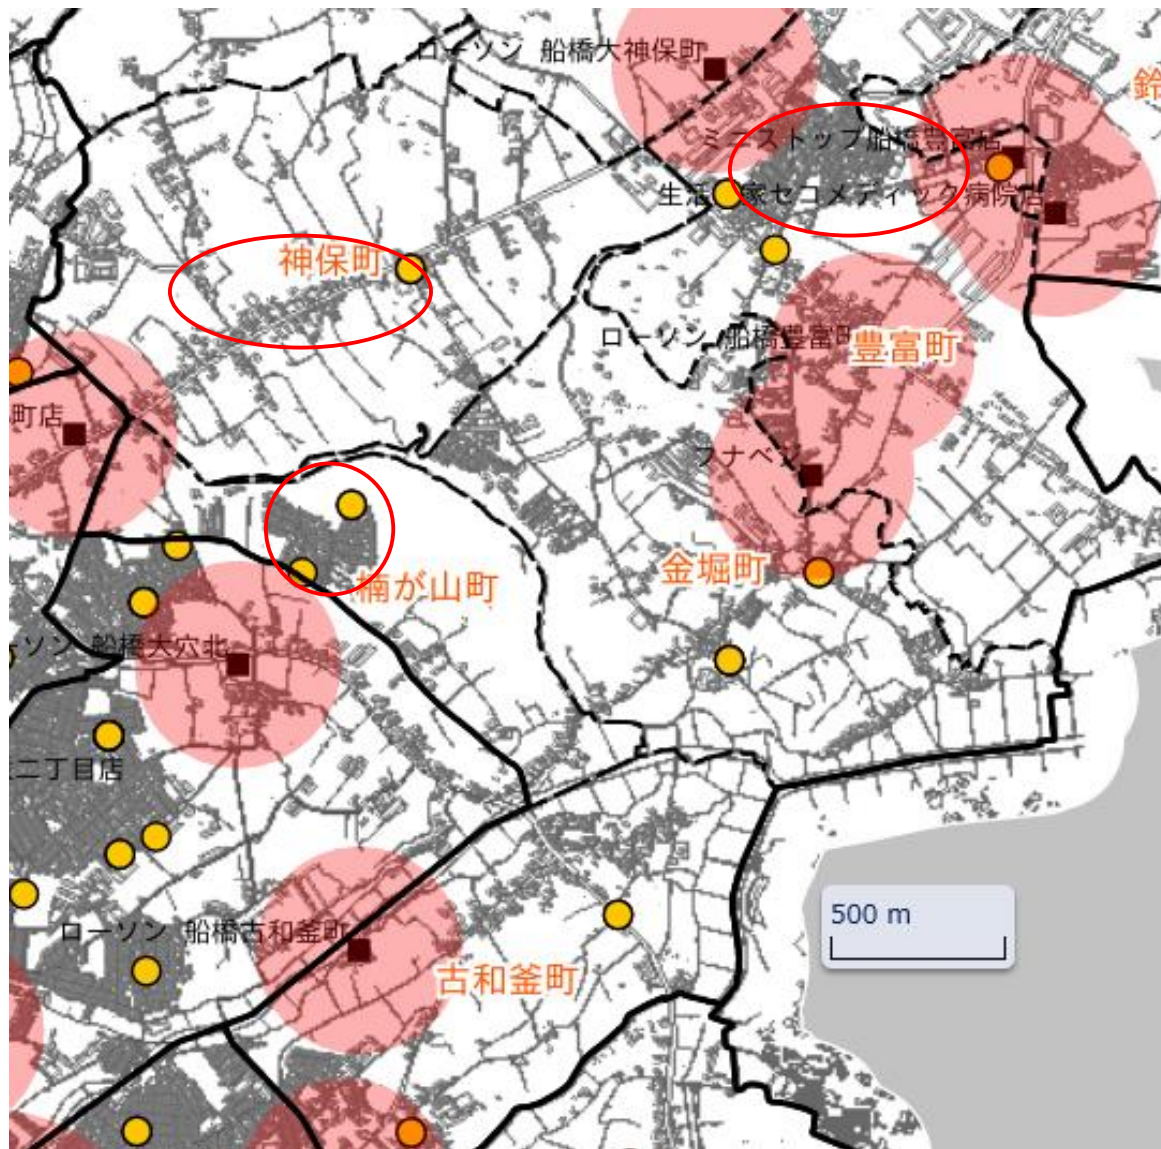 ローソン 船橋大神保町
鈴
ミニストップ船橋豊富店
生活 家セコメディック病院店
神保町
ローソン 船橋豊富町
豊富町
町店
フナベン
金堀町
楠が山町
ーソン 船橋大穴北
二丁目店
500 m
ローソン 船橋古和釜町
古和釜町